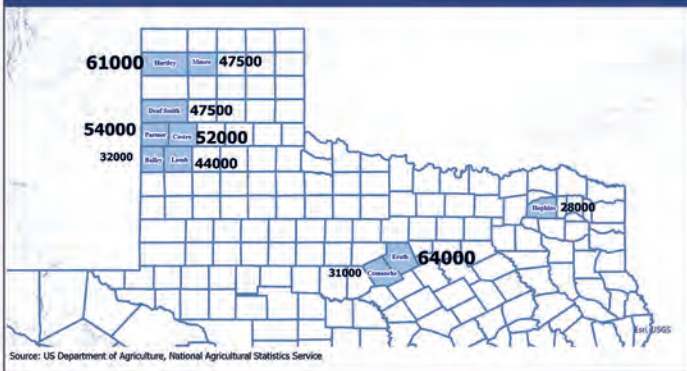 61000 Hartley Moore 47500
Deaf Smith 47500
54000 Parmer Castro 52000
32000 Bailey Lamb 44000
Hopkins 28000
Erath 64000
31000 Comanche
Esri, USGS
Source: US Department of Agriculture, National Agricultural Statistics Service